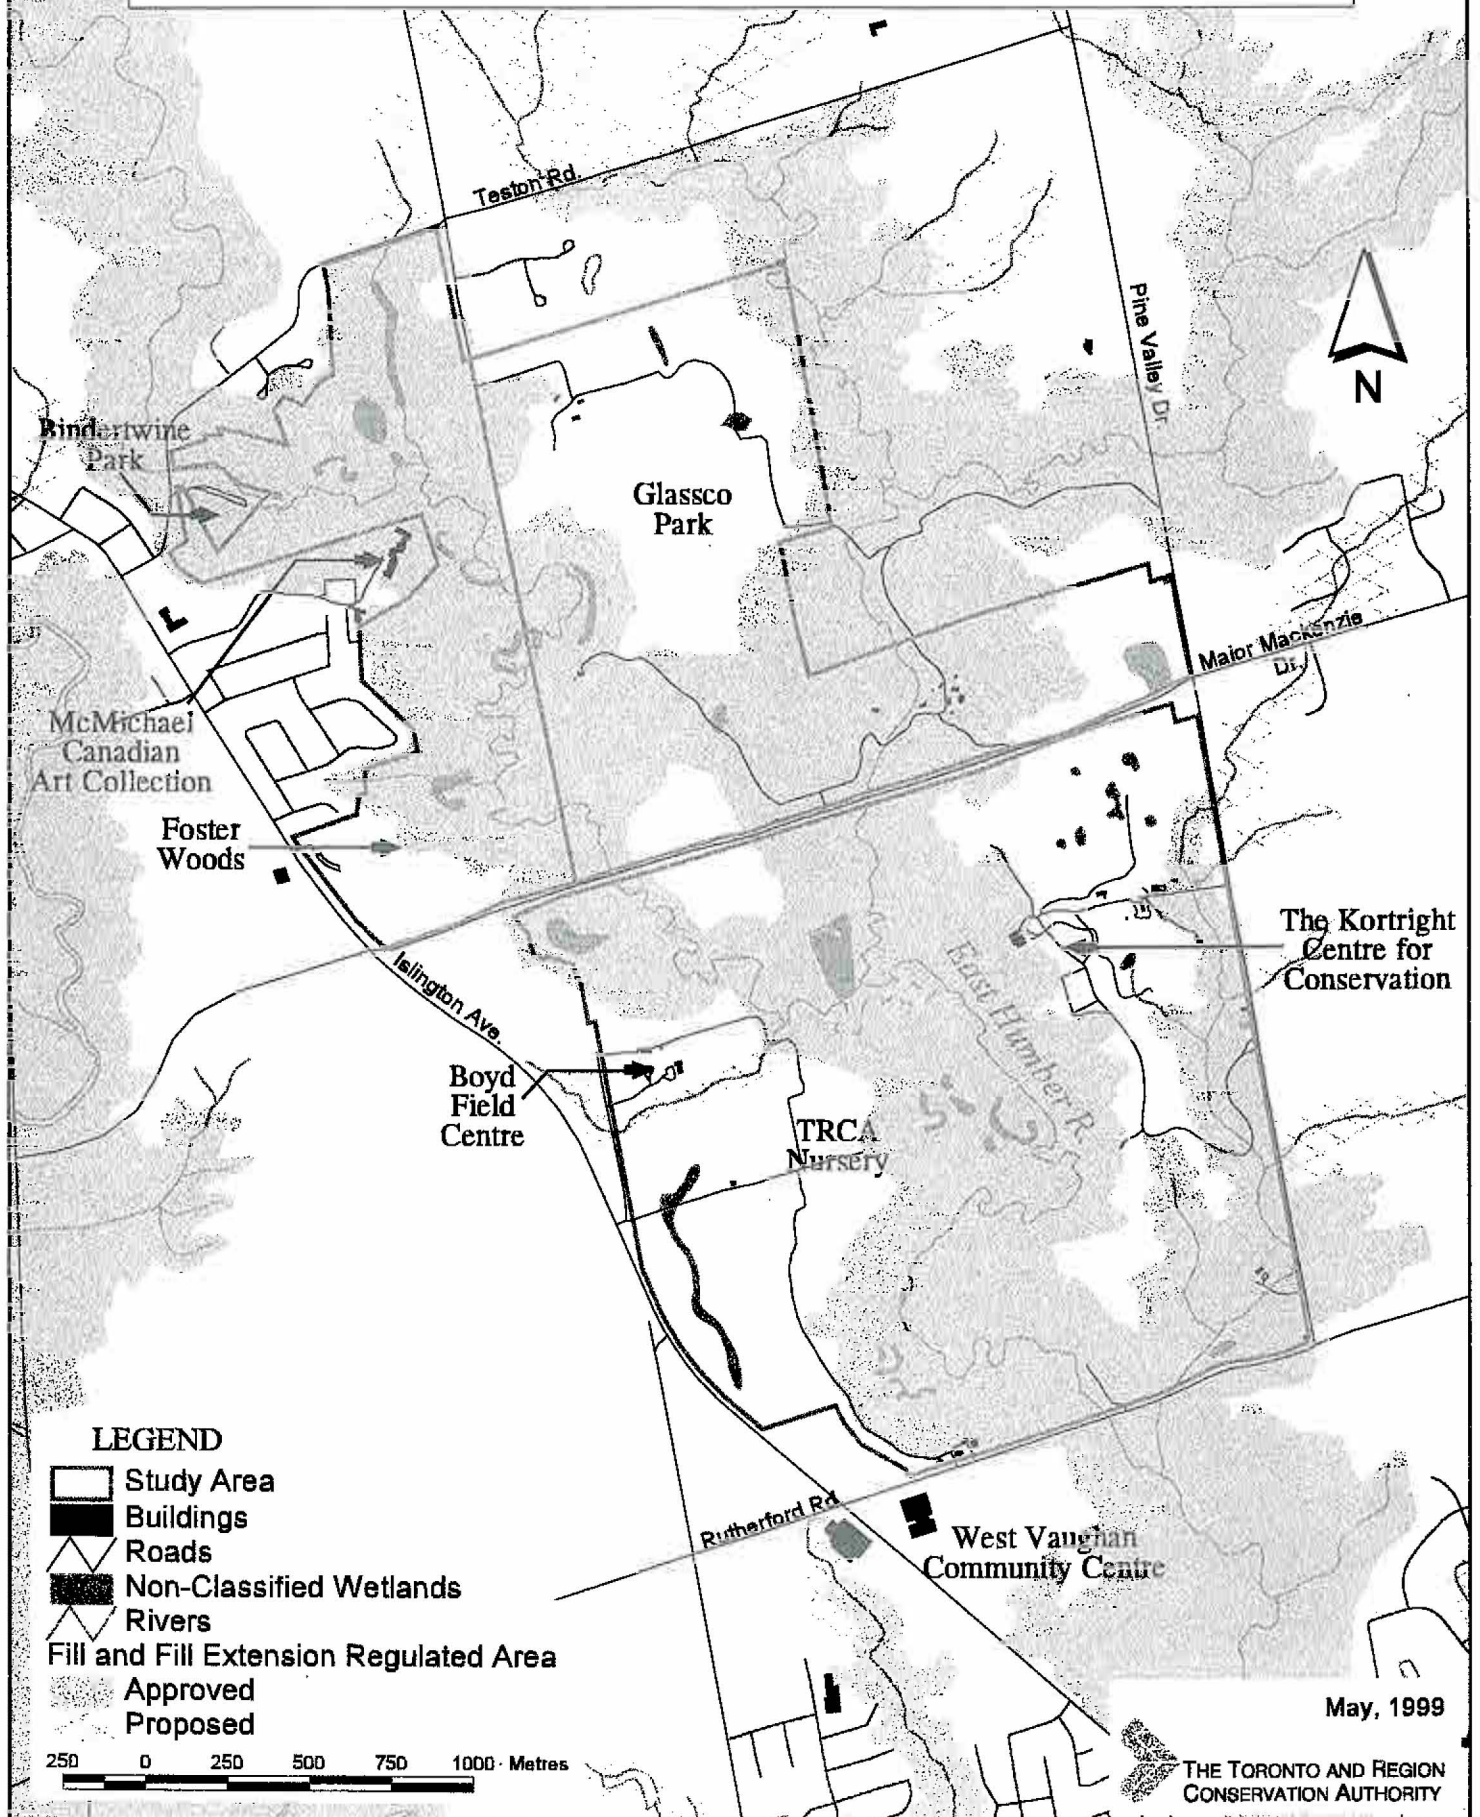 Teston Rd.
Pine Valley Dr.
N
Bindertwine
Park
Glassco
Park
Maior Mackenzie
Dr.
McMichael
Canadian
Art Collection
Foster
Woods
The Kortright
Centre for
Conservation
Islington Ave.
East Humber R.
Boyd
Field
Centre
TRCA
Nursery
Rutherford Rd.
West Vaughan
Community Centre
LEGEND
Study Area
Buildings
Roads
Non-Classified Wetlands
Rivers
Fill and Fill Extension Regulated Area
Approved
Proposed
250 0 250 500 750 1000 Metres
May, 1999
THE TORONTO AND REGION
CONSERVATION AUTHORITY